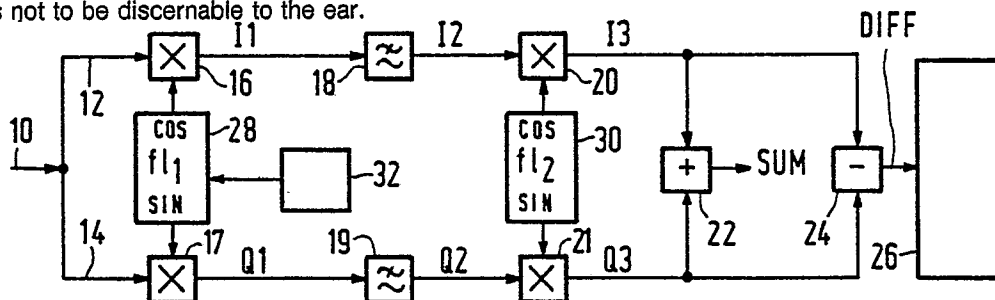 s not to be discernable to the ear.
DIFF
I1 I2 I3
16 18 20
12
10 COS 28 COS 30
fl1 32 fl2 + SUM −
SIN SIN
22 24
14 17 19 21 26
Q1 Q2 Q3